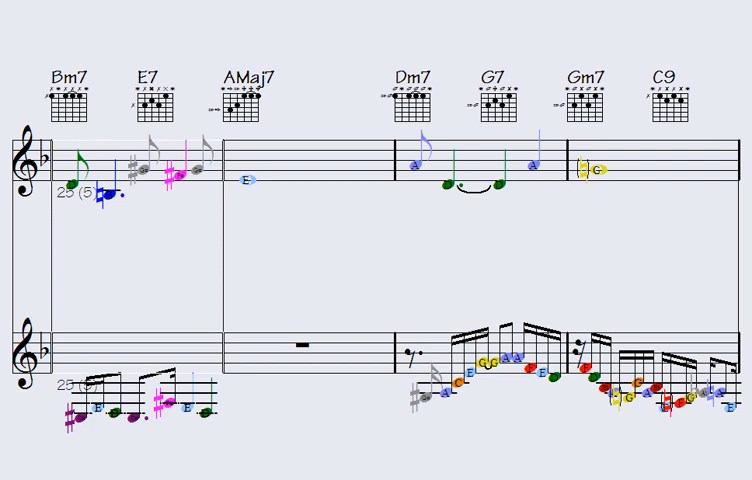 Bm7 E7 AMaj7 Dm7 G7 Gm7 C9
25 (5)
E A A G
25 (5)
E E A C E G G A A E G A E F G A E